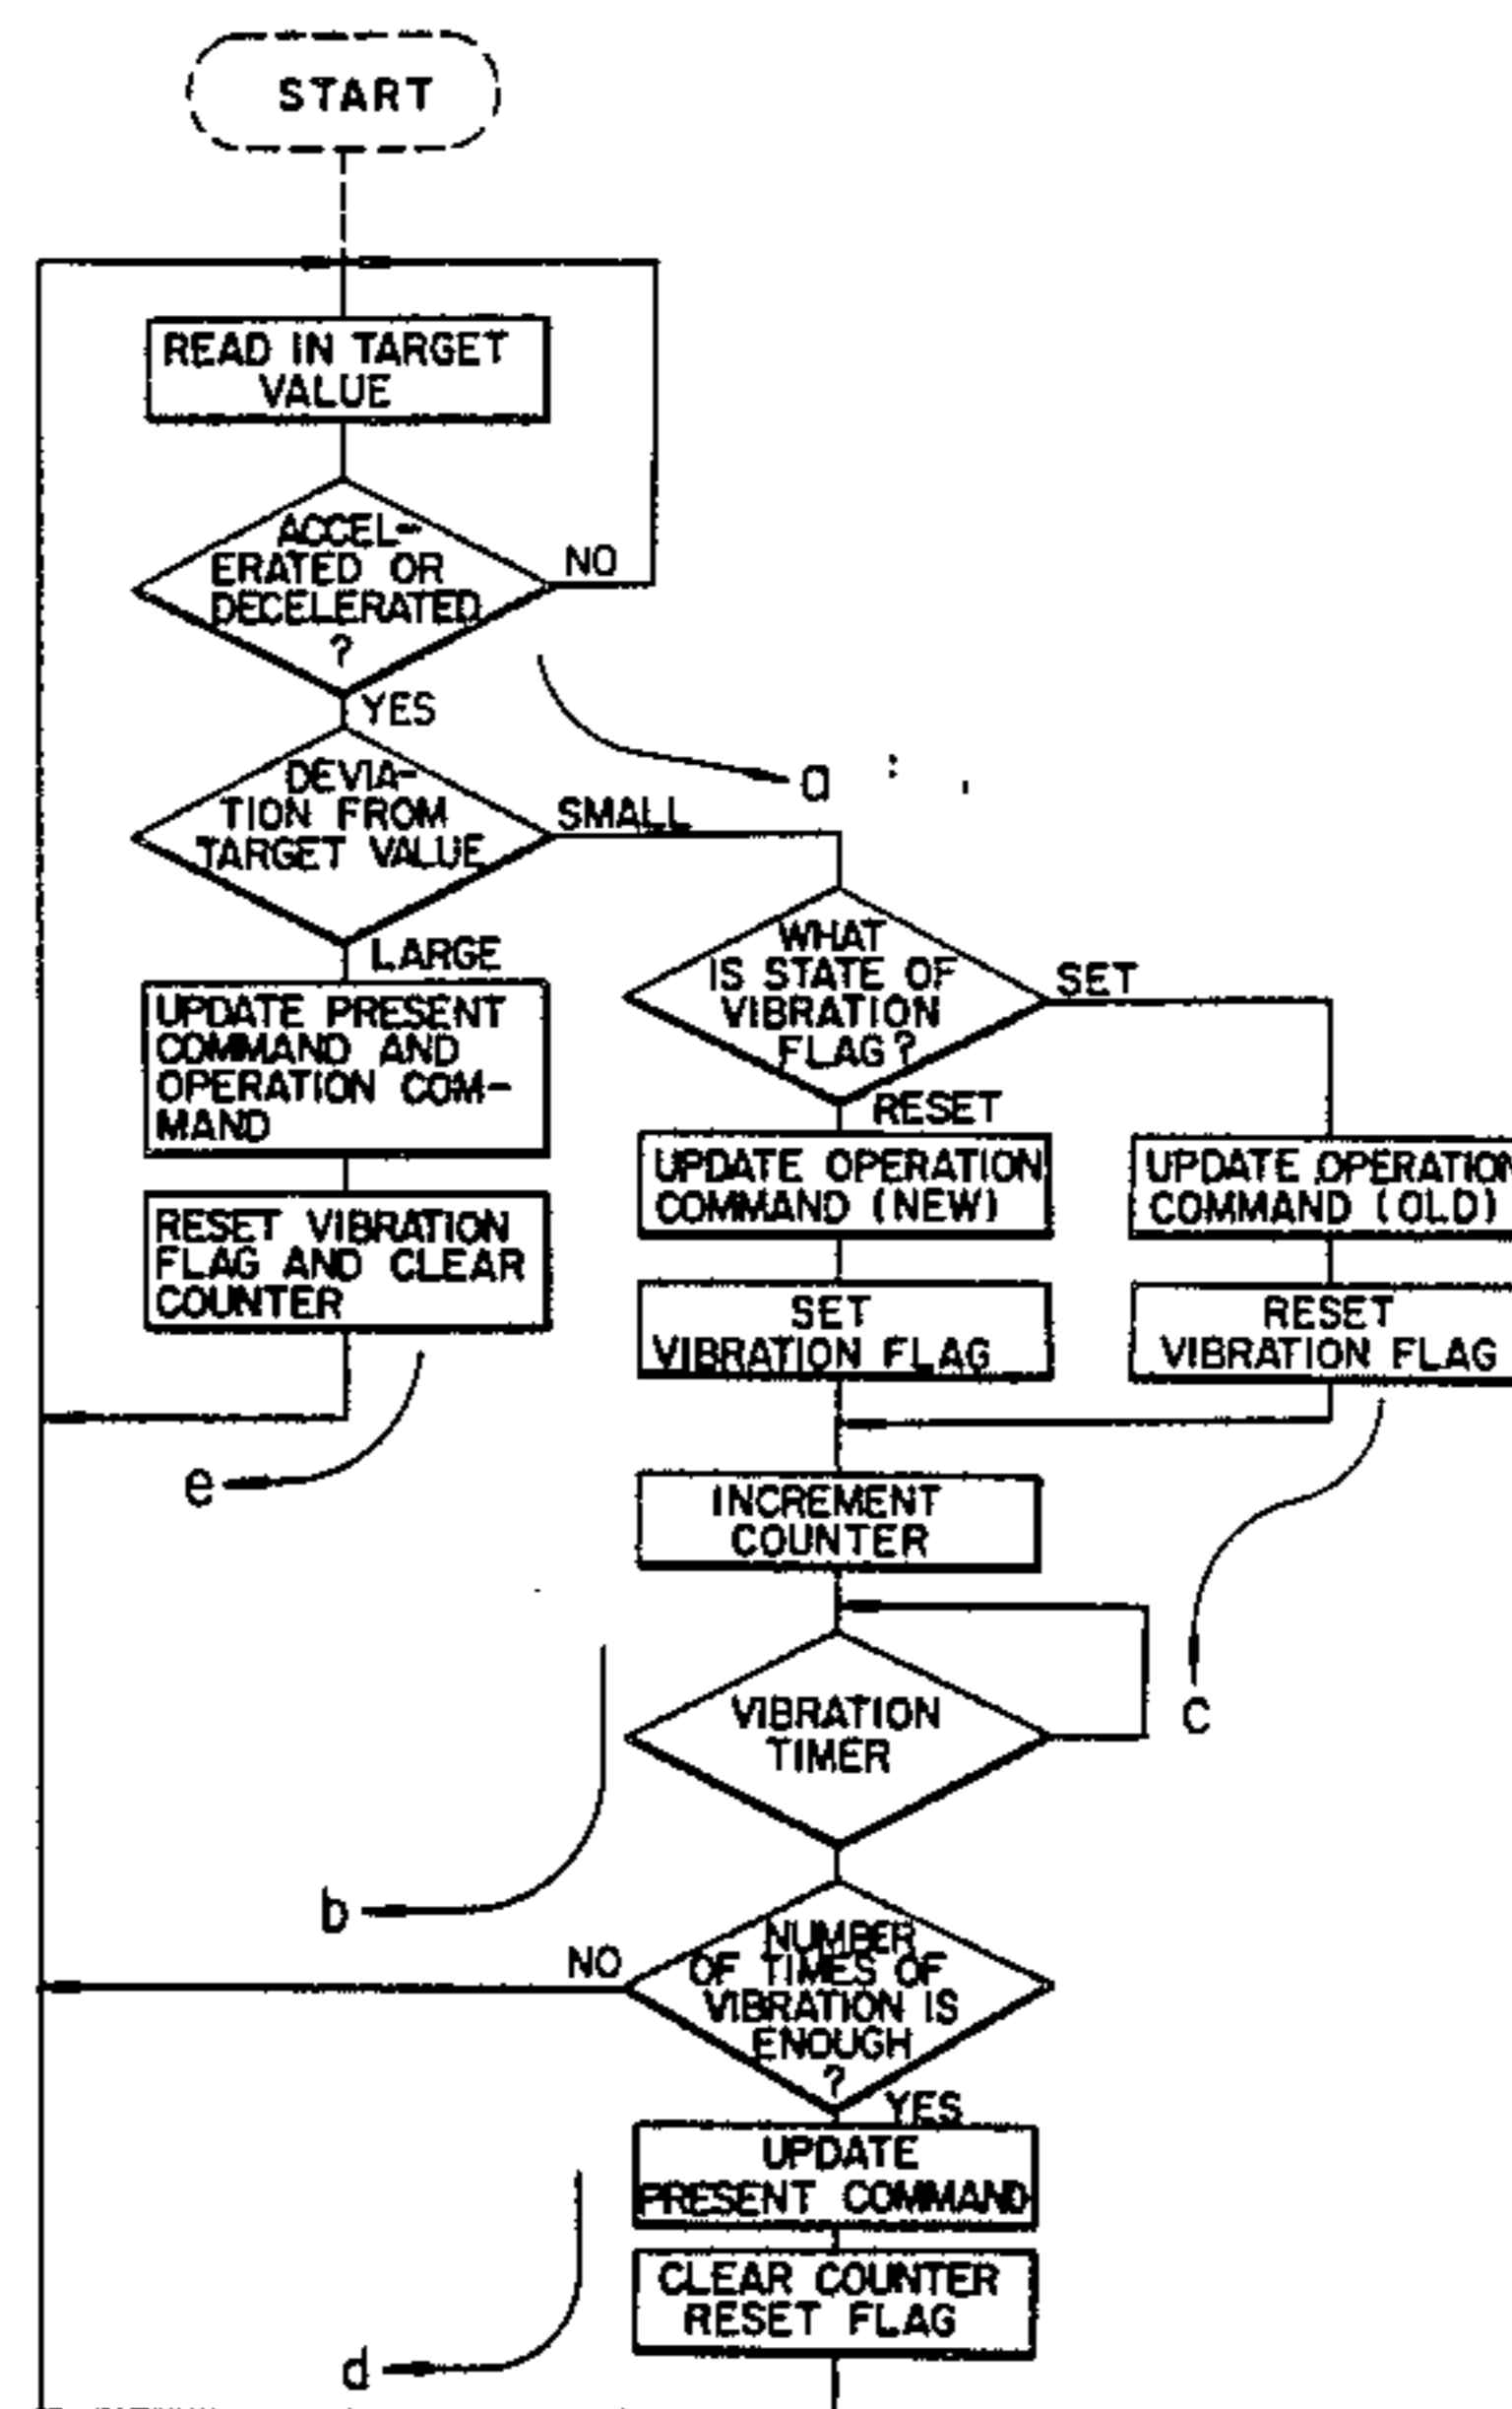 START
READ IN TARGET
VALUE
ACCEL-
ERATED OR
DECELERATED
?
NO
YES
a
DEVIA-
TION FROM
TARGET VALUE
SMALL
LARGE
WHAT
IS STATE OF
VIBRATION
FLAG?
SET
RESET
UPDATE PRESENT
COMMAND AND
OPERATION COM-
MAND
UPDATE OPERATION
COMMAND (NEW)
UPDATE OPERATION
COMMAND (OLD)
RESET VIBRATION
FLAG AND CLEAR
COUNTER
SET
VIBRATION FLAG
RESET
VIBRATION FLAG
e
INCREMENT
COUNTER
VIBRATION
TIMER
c
b
NUMBER
OF TIMES OF
VIBRATION IS
ENOUGH
?
NO
YES
UPDATE
PRESENT COMMAND
CLEAR COUNTER
RESET FLAG
d